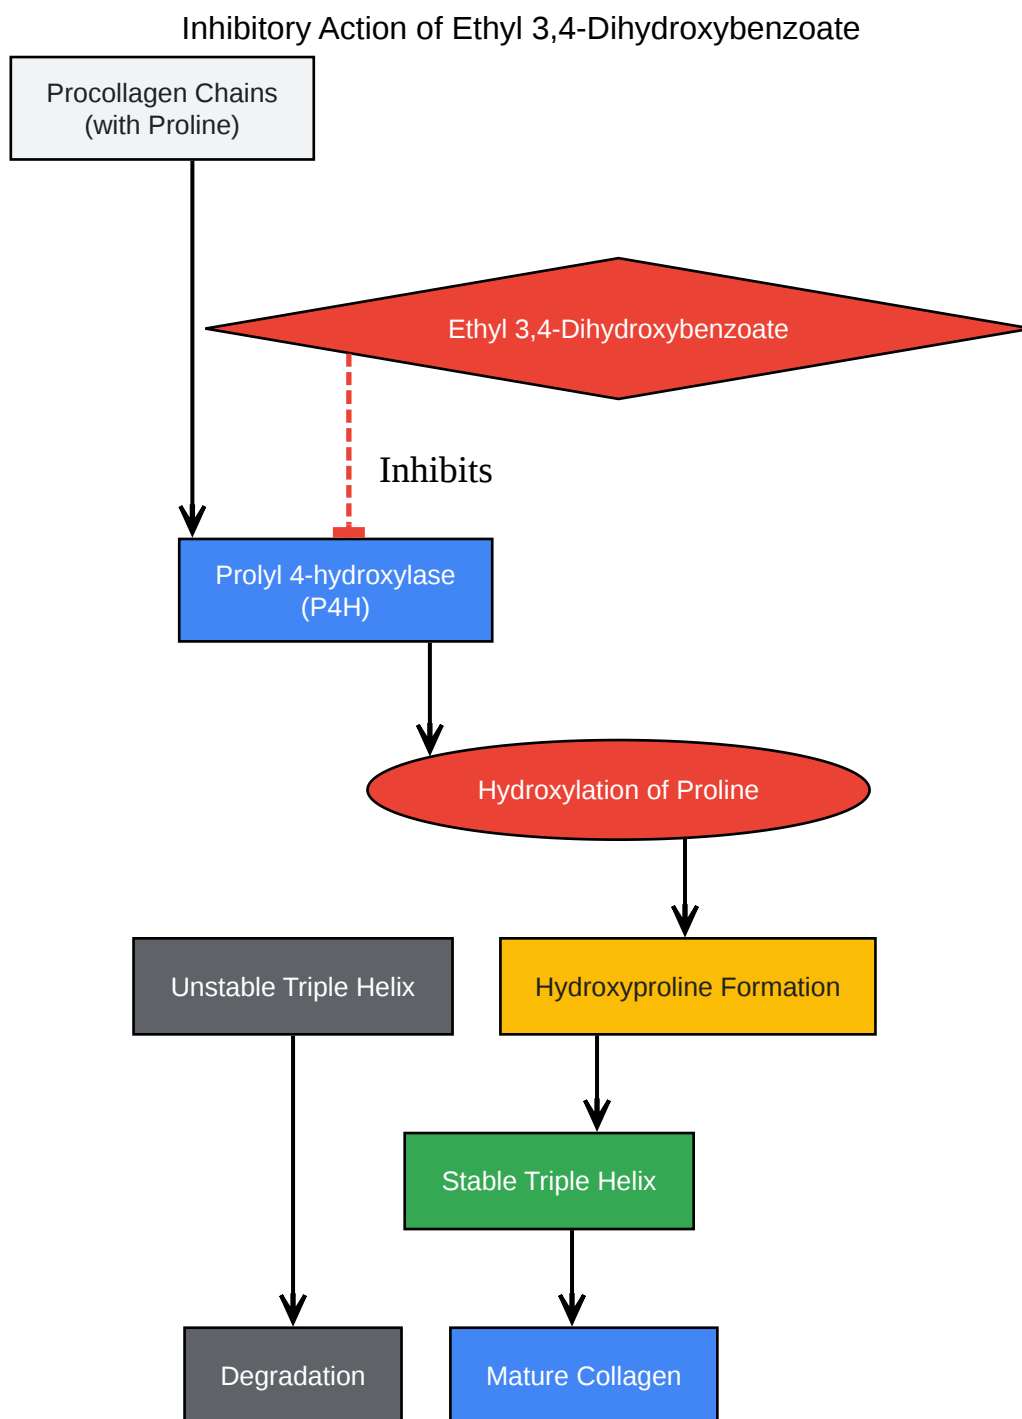 Inhibitory Action of Ethyl 3,4-Dihydroxybenzoate
Procollagen Chains
(with Proline)
Ethyl 3,4-Dihydroxybenzoate
Inhibits
Prolyl 4-hydroxylase
(P4H)
Hydroxylation of Proline
Unstable Triple Helix
Hydroxyproline Formation
Stable Triple Helix
Degradation
Mature Collagen